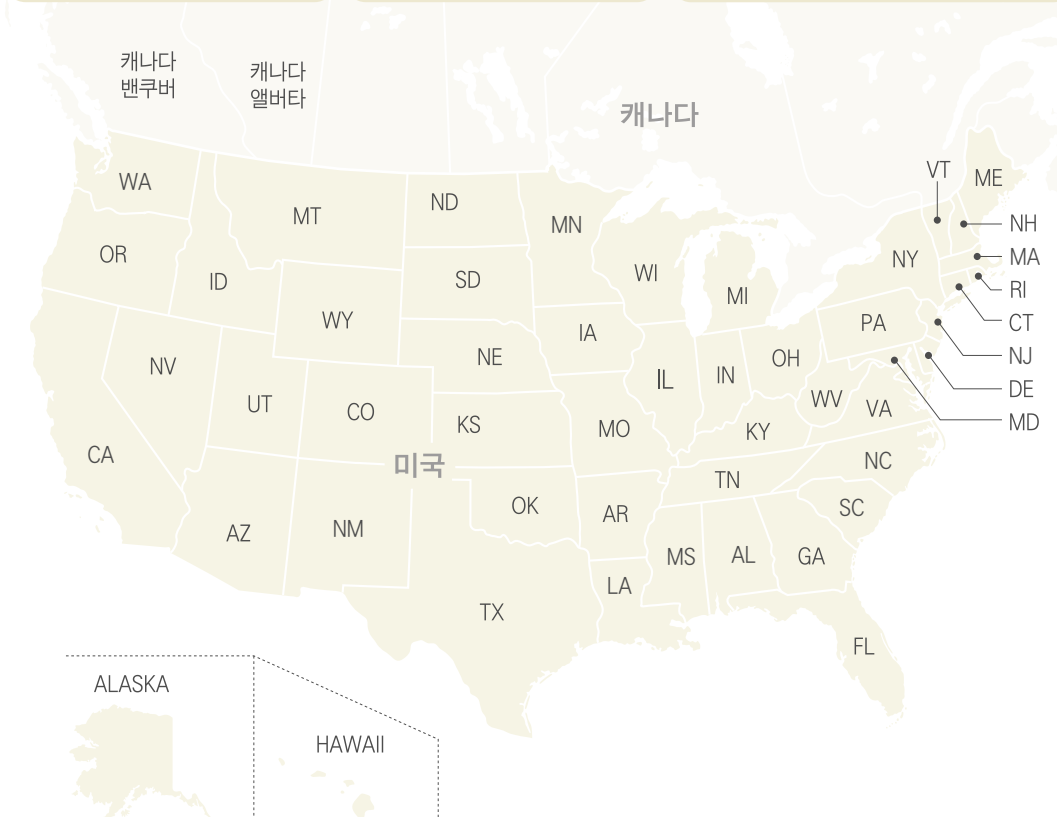 캐나다
밴쿠버
캐나다
앨버타
캐나다
VT
ME
WA
MT
ND
MN
NH
OR
ID
SD
WI
MI
NY
MA
RI
WY
IA
PA
CT
NV
NE
IL
IN
OH
NJ
UT
CO
KS
MO
KY
WV
VA
DE
MD
CA
미국
TN
NC
AZ
NM
OK
AR
SC
MS
AL
GA
LA
TX
FL
ALASKA
HAWAII